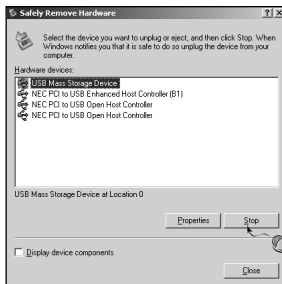 Safely Remove Hardware
Select the device you want to unplug or eject, and then click Stop. When
Windows notifies you that it is safe to do so unplug the device from your
computer.
Hardware devices:
USB Mass Storage Device
NEC PCI to USB Enhanced Host Controller (B1)
NEC PCI to USB Open Host Controller
NEC PCI to USB Open Host Controller
USB Mass Storage Device at Location 0
Properties
Stop
Display device components
Close